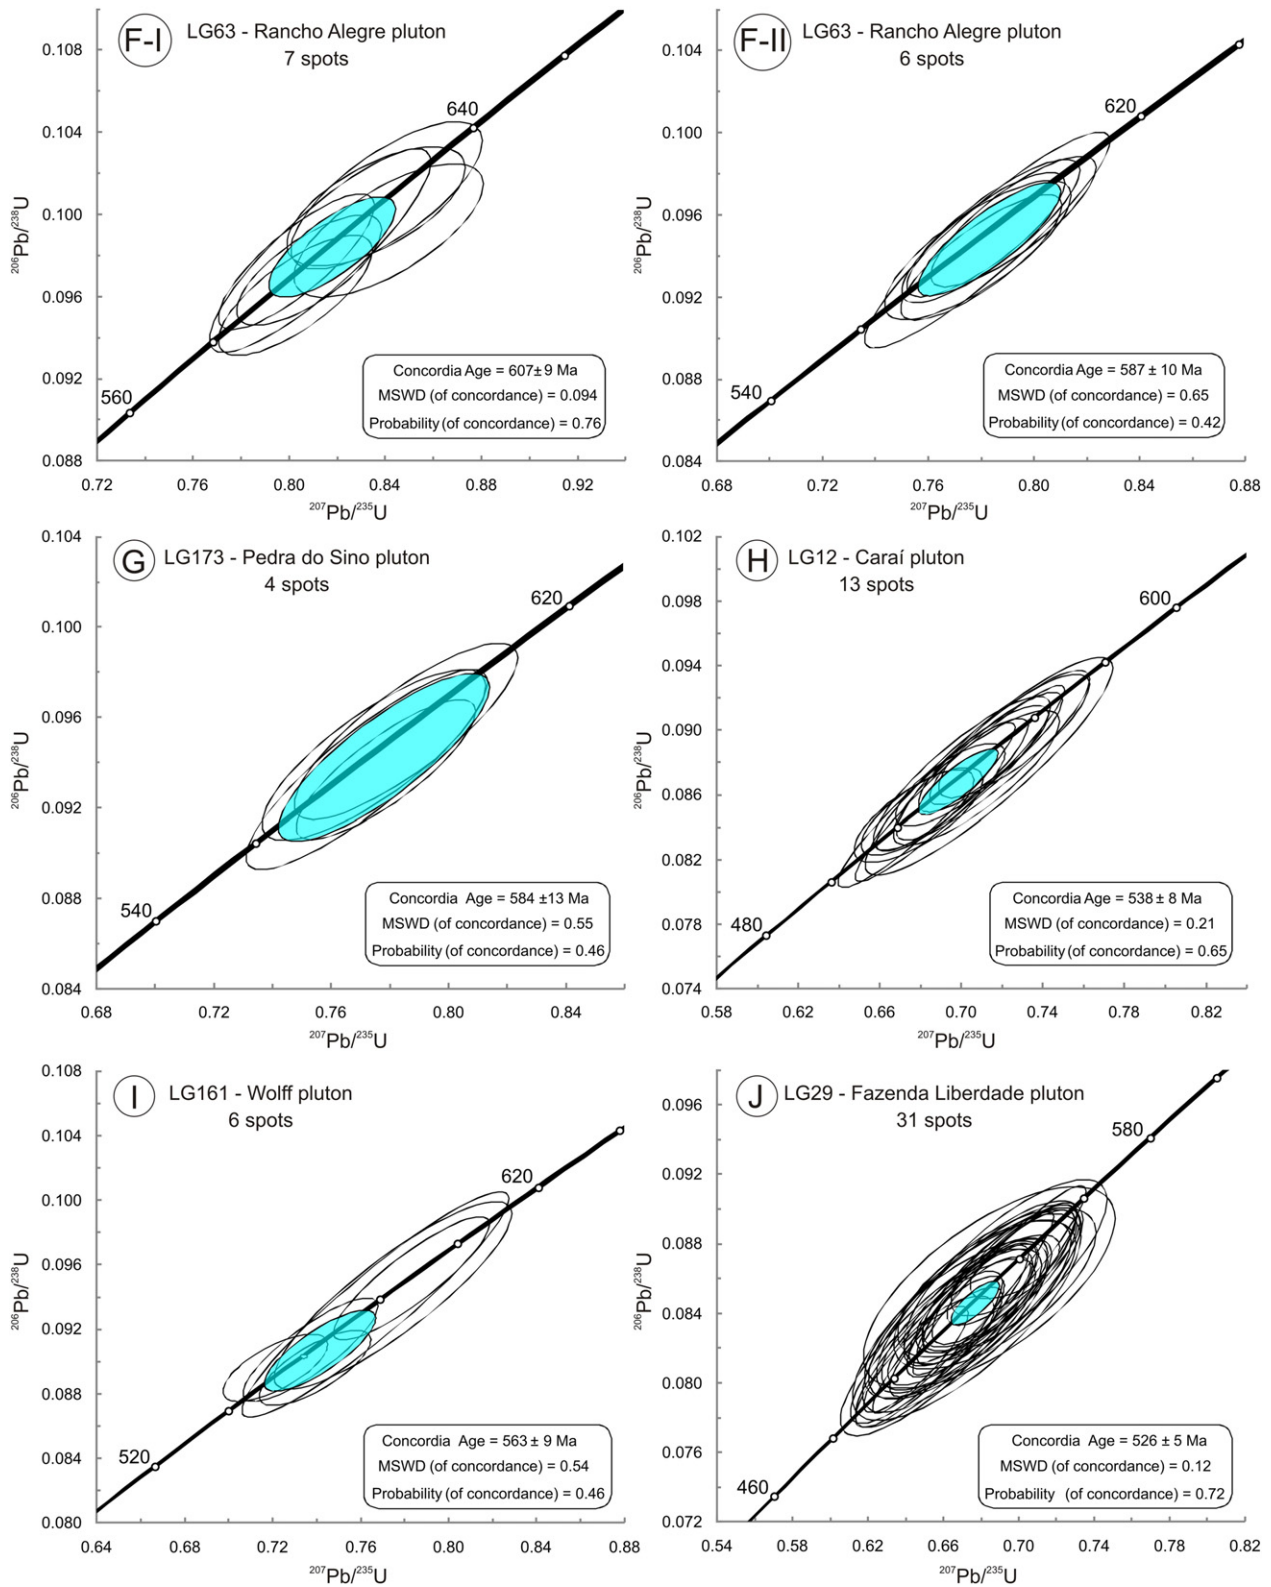 F-I
LG63 - Rancho Alegre pluton
7 spots
0.108
0.104
0.100
0.096
0.092
0.088
206Pb/238U
640
560
Concordia Age = 607± 9 Ma
MSWD (of concordance) = 0.094
Probability (of concordance) = 0.76
0.72 0.76 0.80 0.84 0.88 0.92
207Pb/235U
F-II
LG63 - Rancho Alegre pluton
6 spots
0.104
0.100
0.096
0.092
0.088
0.084
206Pb/238U
620
540
Concordia Age = 587 ± 10 Ma
MSWD (of concordance) = 0.65
Probability (of concordance) = 0.42
0.68 0.72 0.76 0.80 0.84 0.88
207Pb/235U
G
LG173 - Pedra do Sino pluton
4 spots
0.104
0.100
0.096
0.092
0.088
0.084
206Pb/238U
620
540
Concordia Age = 584 ±13 Ma
MSWD (of concordance) = 0.55
Probability (of concordance) = 0.46
0.68 0.72 0.76 0.80 0.84
207Pb/235U
H
LG12 - Caraí pluton
13 spots
0.102
0.098
0.094
0.090
0.086
0.082
0.078
0.074
206Pb/238U
600
480
Concordia Age = 538 ± 8 Ma
MSWD (of concordance) = 0.21
Probability (of concordance) = 0.65
0.58 0.62 0.66 0.70 0.74 0.78 0.82
207Pb/235U
I
LG161 - Wolff pluton
6 spots
0.108
0.104
0.100
0.096
0.092
0.088
0.084
0.080
206Pb/238U
620
520
Concordia Age = 563 ± 9 Ma
MSWD (of concordance) = 0.54
Probability (of concordance) = 0.46
0.64 0.68 0.72 0.76 0.80 0.84 0.88
207Pb/235U
J
LG29 - Fazenda Liberdade pluton
31 spots
0.096
0.092
0.088
0.084
0.080
0.076
0.072
206Pb/238U
580
460
Concordia Age = 526 ± 5 Ma
MSWD (of concordance) = 0.12
Probability (of concordance) = 0.72
0.54 0.58 0.62 0.66 0.70 0.74 0.78 0.82
207Pb/235U